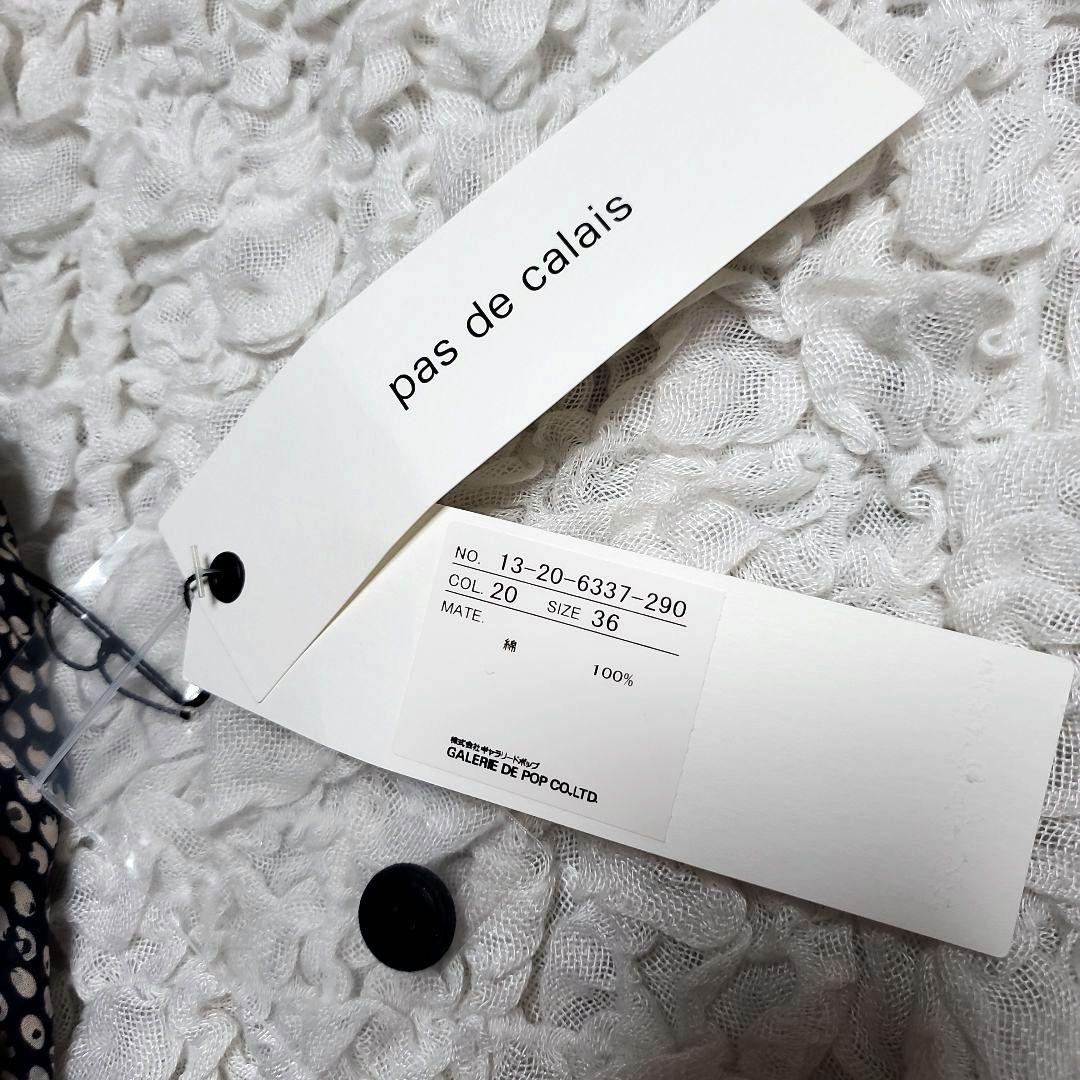 pas de calais
NO. 13-20-6337-290
COL. 20 SIZE 36
MATE.
綿
100%
株式会社 ギャラリードポップ
GALERIE DE POP CO.,LTD.